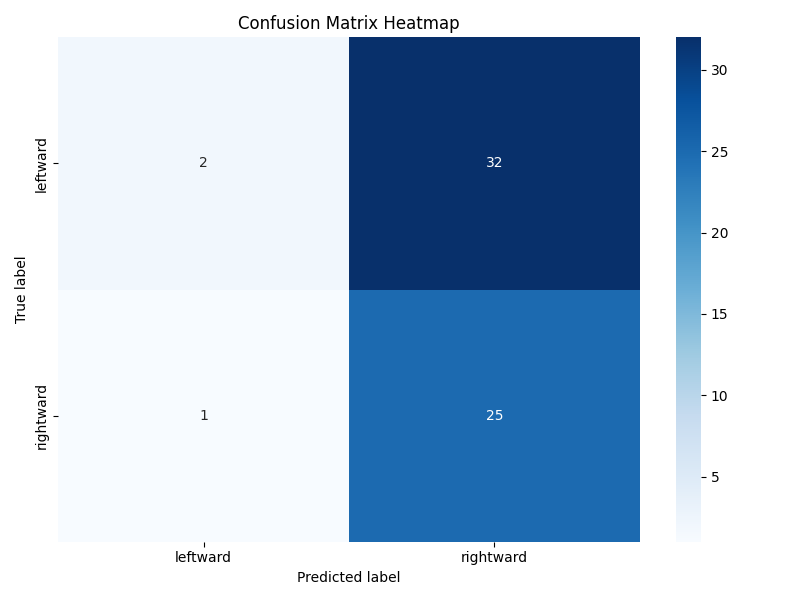 Confusion Matrix Heatmap
True label
leftward
rightward
2
32
1
25
leftward
rightward
Predicted label
30
25
20
15
10
5